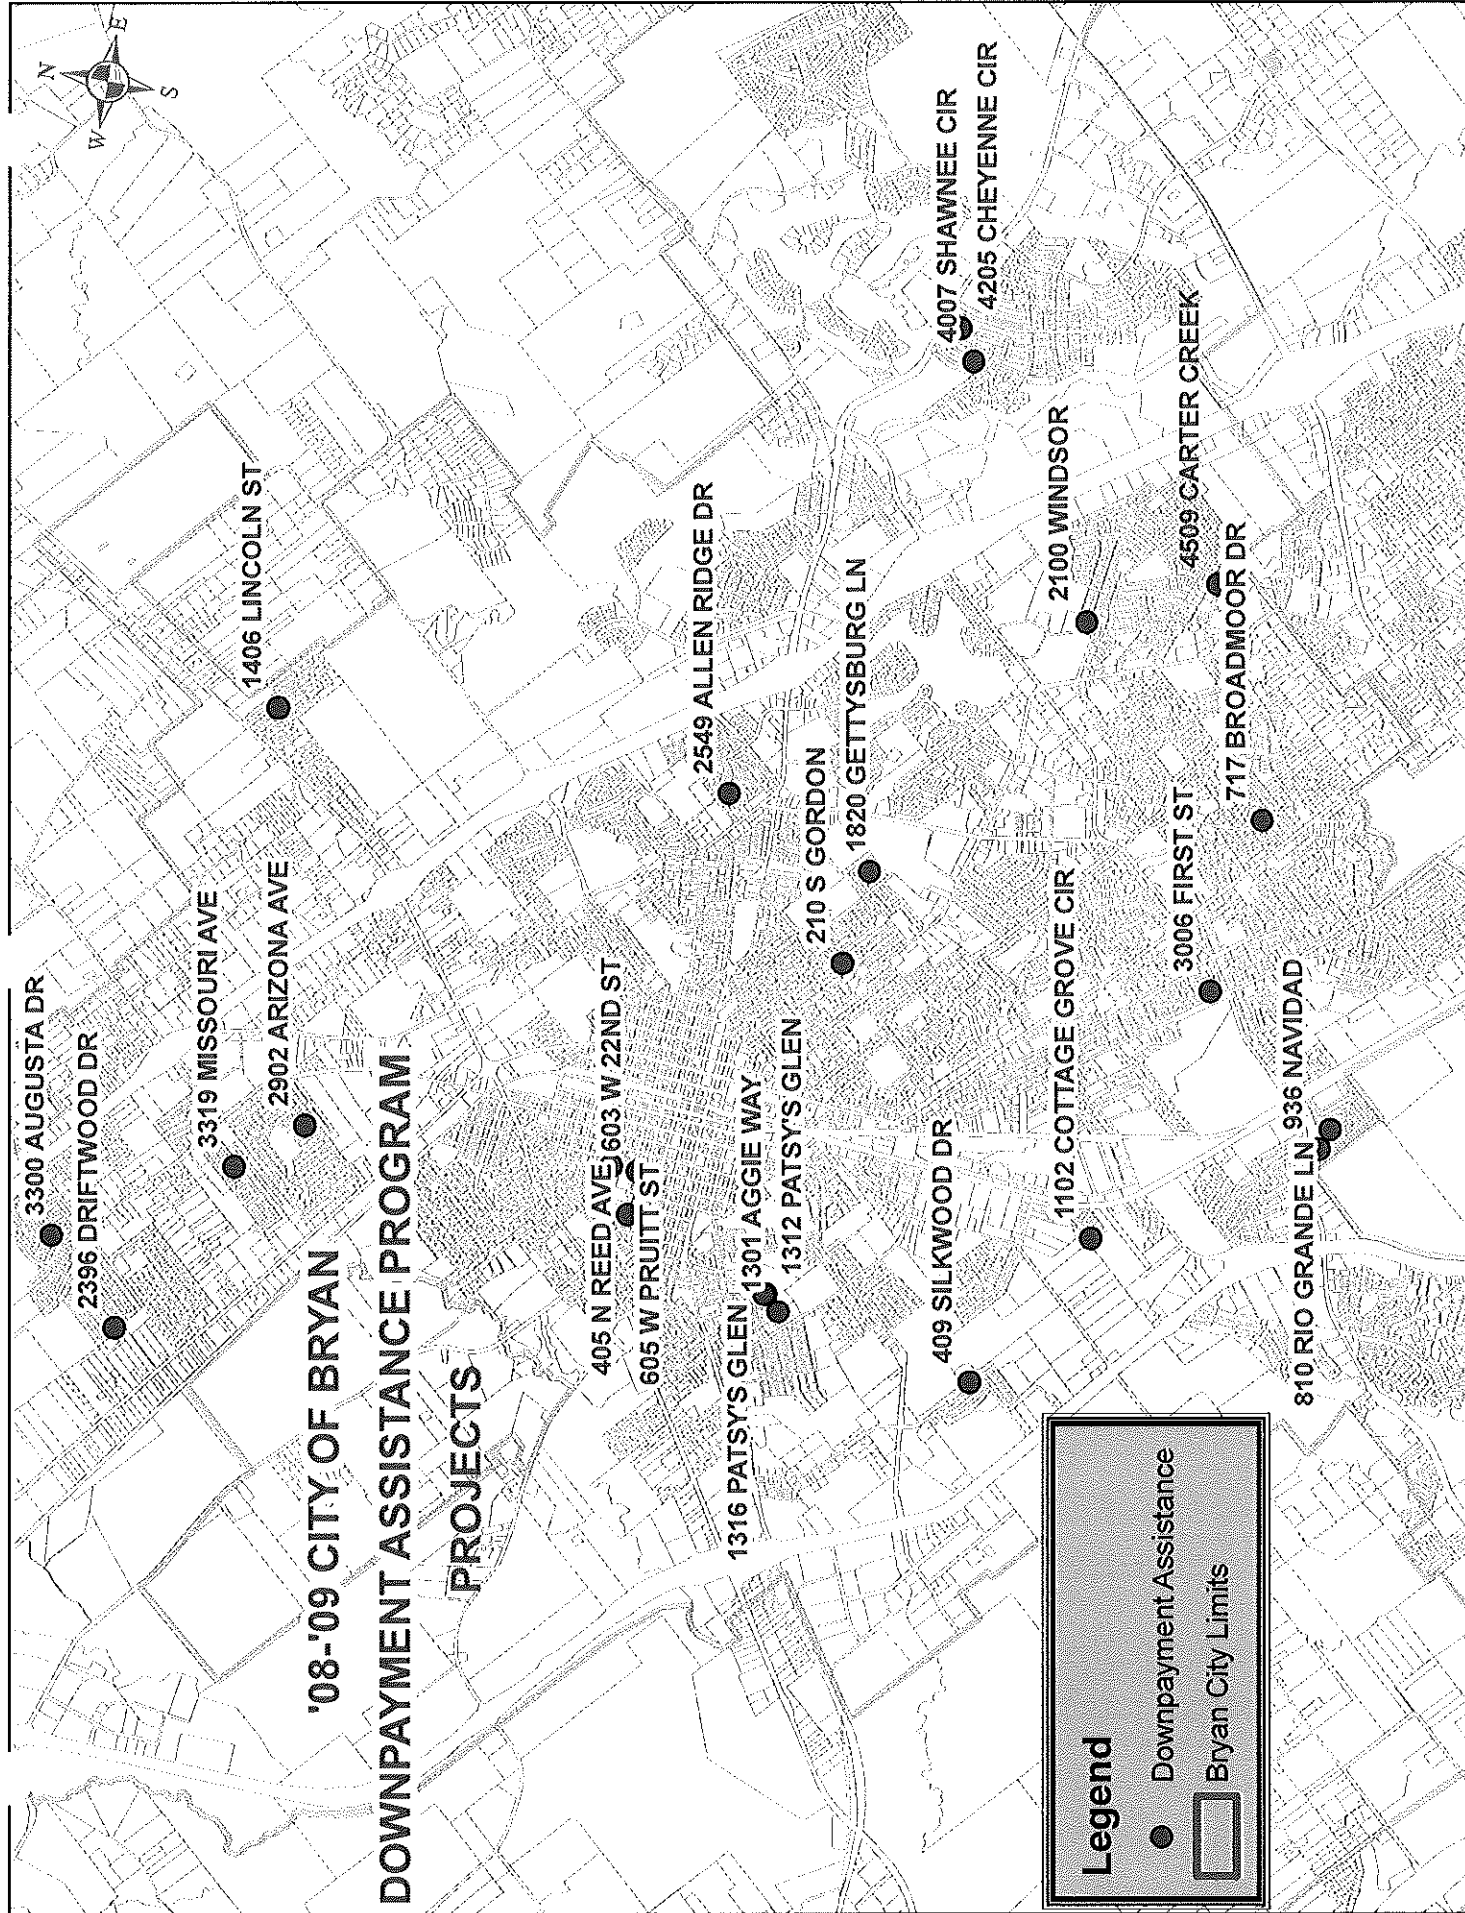 N
E
W
S
3300 AUGUSTA DR
2396 DRIFTWOOD DR
3319 MISSOURI AVE
1406 LINCOLN ST
2902 ARIZONA AVE
'08-'09 CITY OF BRYAN
DOWNPAYMENT ASSISTANCE PROGRAM
PROJECTS
405 N REED AVE
603 W 22ND ST
605 W PRUITT ST
2549 ALLEN RIDGE DR
1316 PATSY'S GLEN
1301 AGGIE WAY
1312 PATSY'S GLEN
210 S GORDON
1820 GETTYSBURG LN
4007 SHAWNEE CIR
4205 CHEYENNE CIR
409 SILKWOOD DR
1102 COTTAGE GROVE CIR
2100 WINDSOR
3006 FIRST ST
4509 CARTER CREEK
717 BROADMOOR DR
936 NAVIDAD
810 RIO GRANDE LN
Legend
Downpayment Assistance
Bryan City Limits